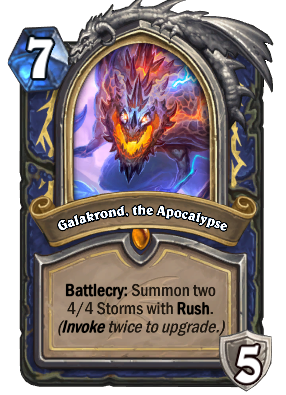 7
Galakrond, the Apocalypse
Battlecry: Summon two
4/4 Storms with Rush.
(Invoke twice to upgrade.)
5